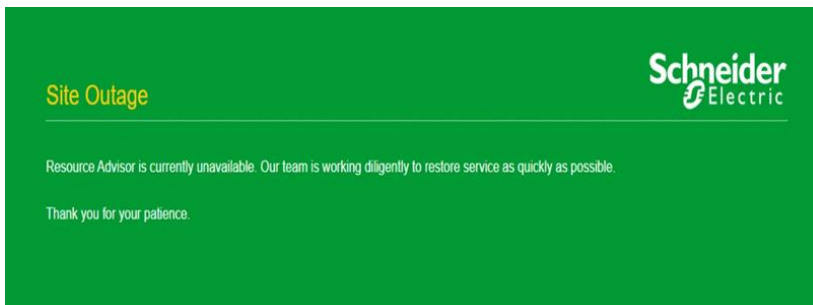 Schneider
Electric
Site Outage
Resource Advisor is currently unavailable. Our team is working diligently to restore service as quickly as possible.
Thank you for your patience.